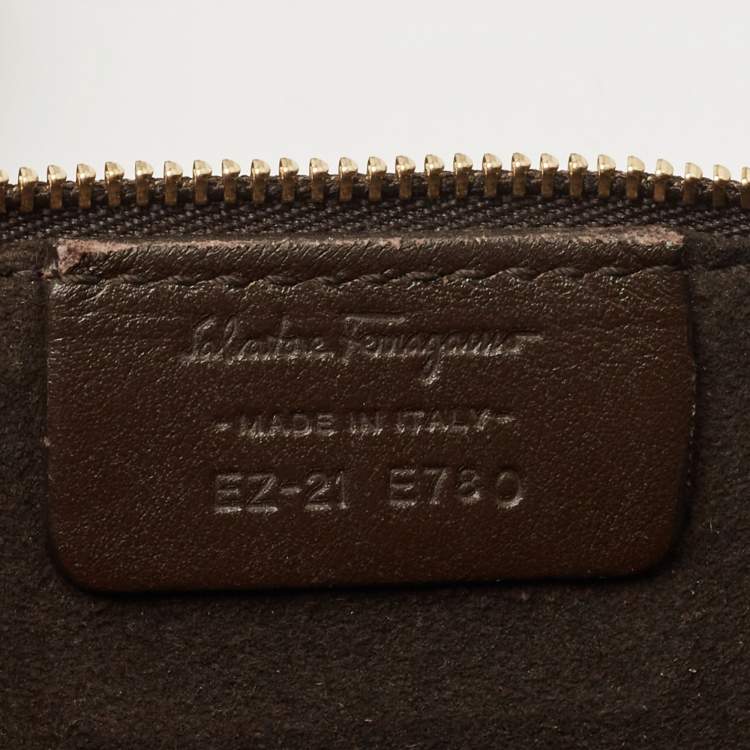 Salvatore Ferragamo
-MADE IN ITALY-
EZ-21 E780